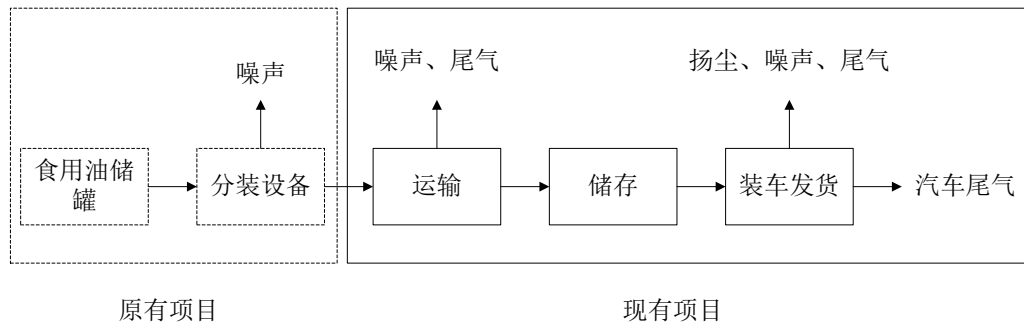 噪声
噪声、尾气
扬尘、噪声、尾气
食用油储
罐
分装设备
运输
储存
装车发货
汽车尾气
原有项目
现有项目